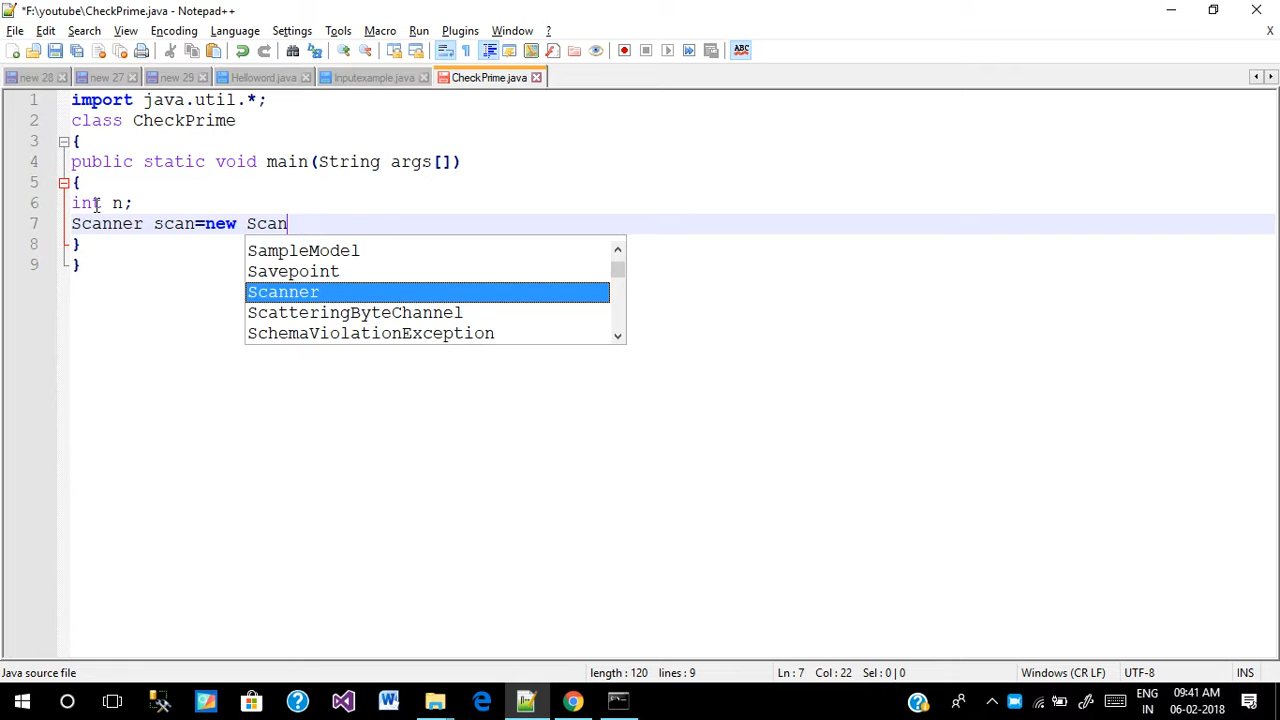 *F:\youtube\CheckPrime.java - Notepad++
File Edit Search View Encoding Language Settings Tools Macro Run Plugins Window ?
X
ABC
new 28 new 27 new 29 Helloword.java Inputexample.java CheckPrime.java
1 import java.util.*;
2 class CheckPrime
3 {
4 public static void main(String args[])
5 {
6 int n;
7 Scanner scan=new Scan
8 }
9 }
SampleModel
Savepoint
Scanner
ScatteringByteChannel
SchemaViolationException
Java source file length : 120 lines : 9 Ln : 7 Col : 22 Sel : 0 | 0 Windows (CR LF) UTF-8 INS
ENG 09:41 AM
IN 06-02-2018